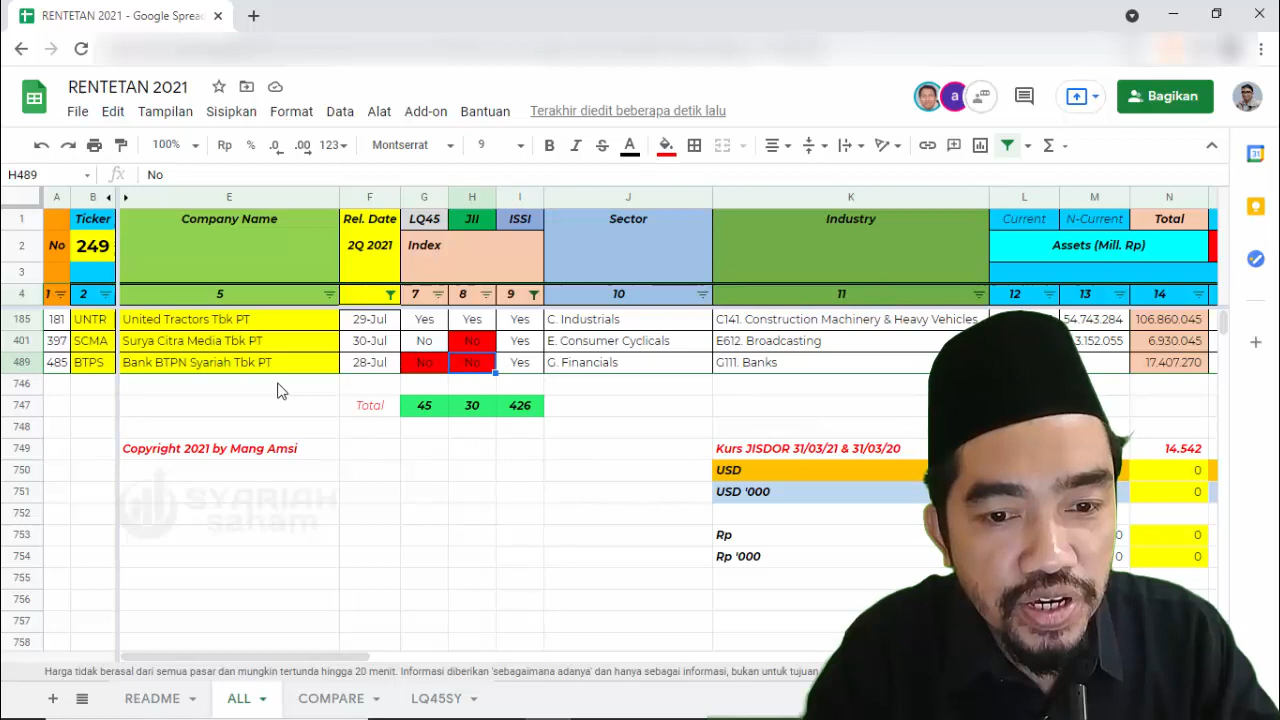 RENTETAN 2021 - Google Spread
RENTETAN 2021
File Edit Tampilan Sisipkan Format Data Alat Add-on Bantuan Terakhir diedit beberapa detik lalu
a
Bagikan
100% Rp % .0 .00 123 Montserrat 9
H489 fx No
A B E F G H I J K L M N
1 Ticker Company Name Rel. Date LQ45 JII ISSI Sector Industry Current N-Current Total
2 No 249 2Q 2021 Index Assets (Mill. Rp)
3
4 1 2 5 7 8 9 10 11 12 13 14
185 181 UNTR United Tractors Tbk PT 29-Jul Yes Yes Yes C. Industrials C141. Construction Machinery & Heavy Vehicles 54.743.284 106.860.045
401 397 SCMA Surya Citra Media Tbk PT 30-Jul No No Yes E. Consumer Cyclicals E612. Broadcasting 3.152.055 6.930.045
489 485 BTPS Bank BTPN Syariah Tbk PT 28-Jul No No Yes G. Financials G111. Banks 17.407.270
746
747 Total 45 30 426
748
749 Copyright 2021 by Mang Amsi Kurs JISDOR 31/03/21 & 31/03/20 14.542
750 USD 0
751 USD '000 0
SYARIAH
saham
752
753 Rp 0 0
754 Rp '000 0 0
755
756
757
758
Harga tidak berasal dari semua pasar dan mungkin tertunda hingga 20 menit. Informasi diberikan 'sebagaimana adanya' dan hanya sebagai informasi, bukan untuk tujuan
README ALL COMPARE LQ45SY